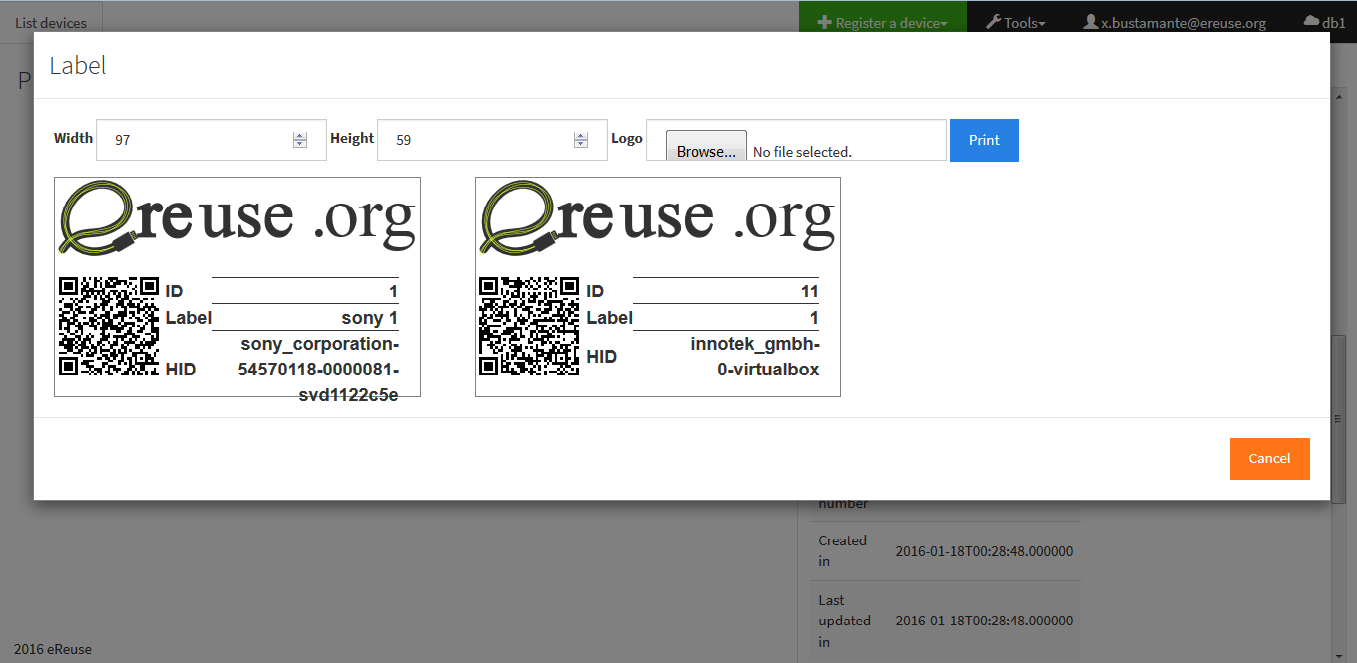 List devices
Register a device
Tools
x.bustamante@ereuse.org
db1
P
Label
Width 97 Height 59 Logo Browse... No file selected. Print
ereuse .org
ID 1
Label sony 1
HID sony_corporation-
54570118-0000081-
svd1122c5e
ereuse .org
ID 11
Label 1
HID innotek_gmbh-
0-virtualbox
Cancel
number
Created
in
2016-01-18T00:28:48.000000
Last
updated
in
2016-01-18T00:28:48.000000
2016 eReuse